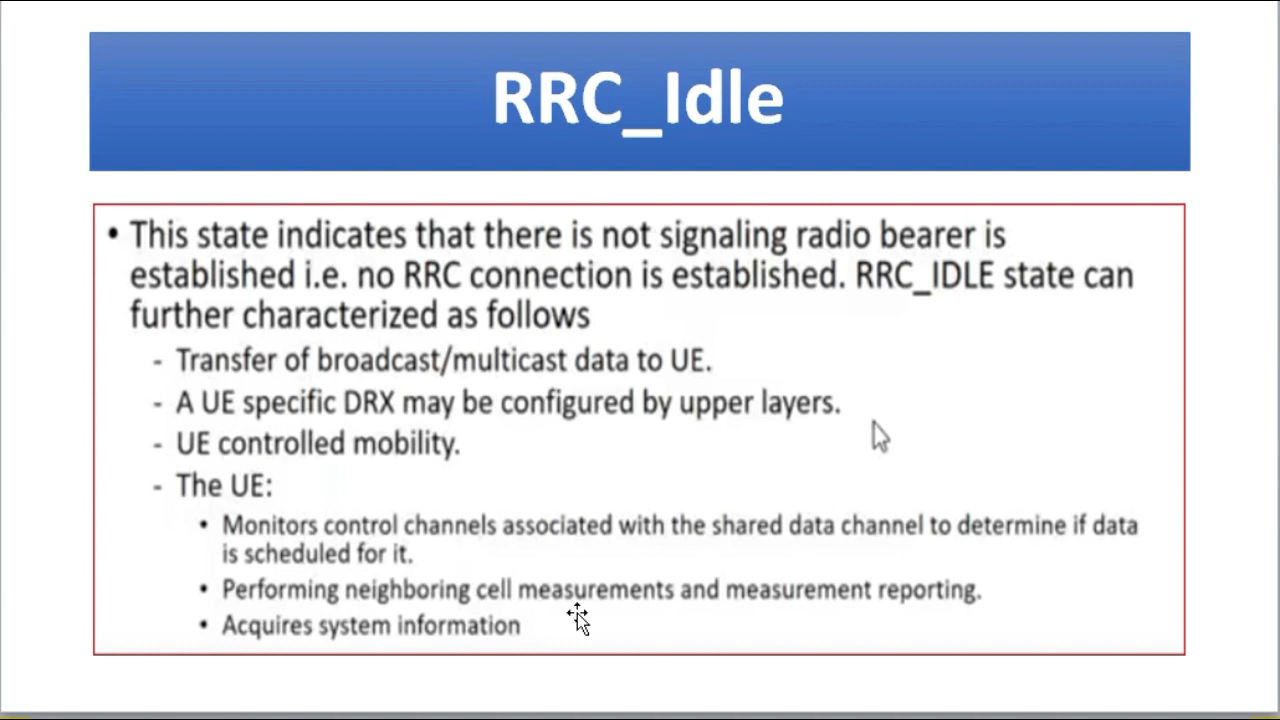 RRC_Idle
• This state indicates that there is not signaling radio bearer is
established i.e. no RRC connection is established. RRC_IDLE state can
further characterized as follows
- Transfer of broadcast/multicast data to UE.
- A UE specific DRX may be configured by upper layers.
- UE controlled mobility.
- The UE:
• Monitors control channels associated with the shared data channel to determine if data
is scheduled for it.
• Performing neighboring cell measurements and measurement reporting.
• Acquires system information